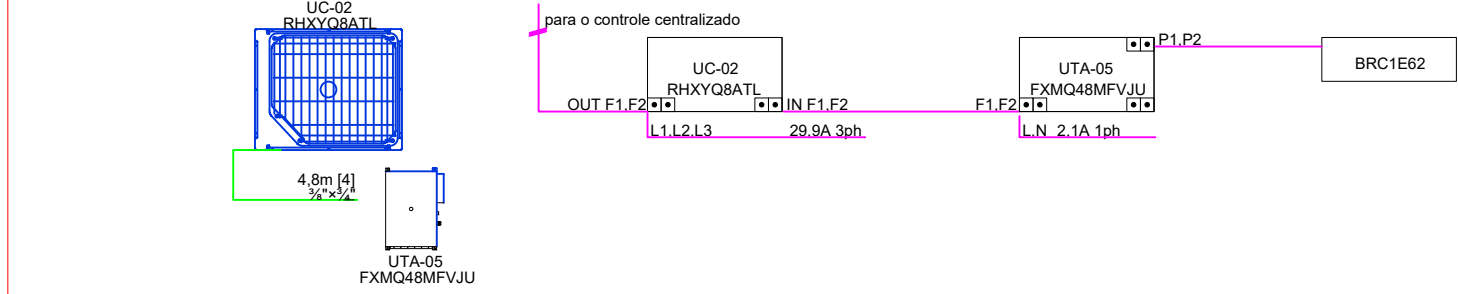 UC-02
RHXYQ8ATL
4,8m [4]
⅜"×¾"
UTA-05
FXMQ48MFVJU
para o controle centralizado
UC-02
RHXYQ8ATL
OUT F1,F2
IN F1,F2
L1,L2,L3 29.9A 3ph
UTA-05
FXMQ48MFVJU
P1,P2
F1,F2
L,N 2.1A 1ph
BRC1E62